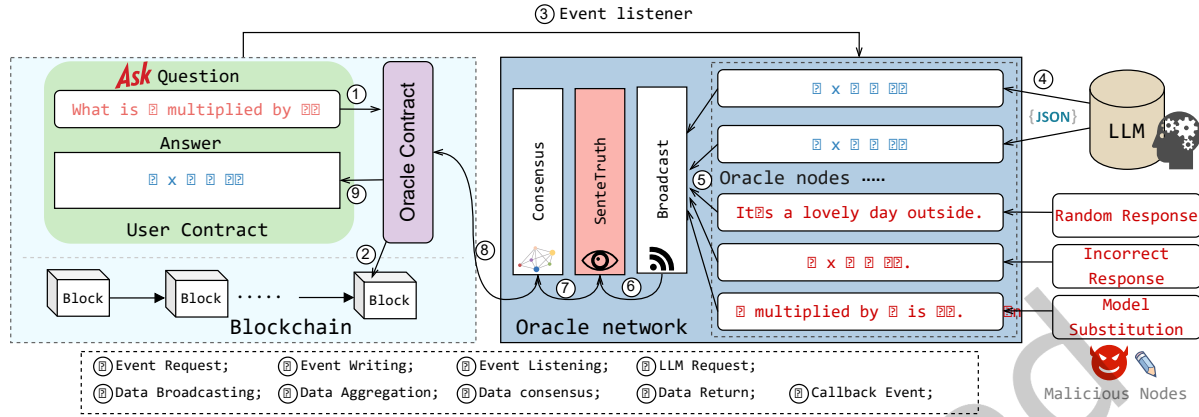 ③ Event listener
Ask Question
What is multiplied by
Answer
x
User Contract
①
⑨
②
Oracle Contract
Block
Block
.....
Block
Blockchain
⑧
Consensus
SenteTruth
Broadcast
⑦
⑥
⑤
Oracle network
x
x
Oracle nodes .....
It s a lovely day outside.
x .
multiplied by is .
④
{JSON}
LLM
Random Response
Incorrect
Response
Model
Substitution
Malicious Nodes
Event Request; Event Writing; Event Listening; LLM Request;
Data Broadcasting; Data Aggregation; Data consensus; Data Return; Callback Event;